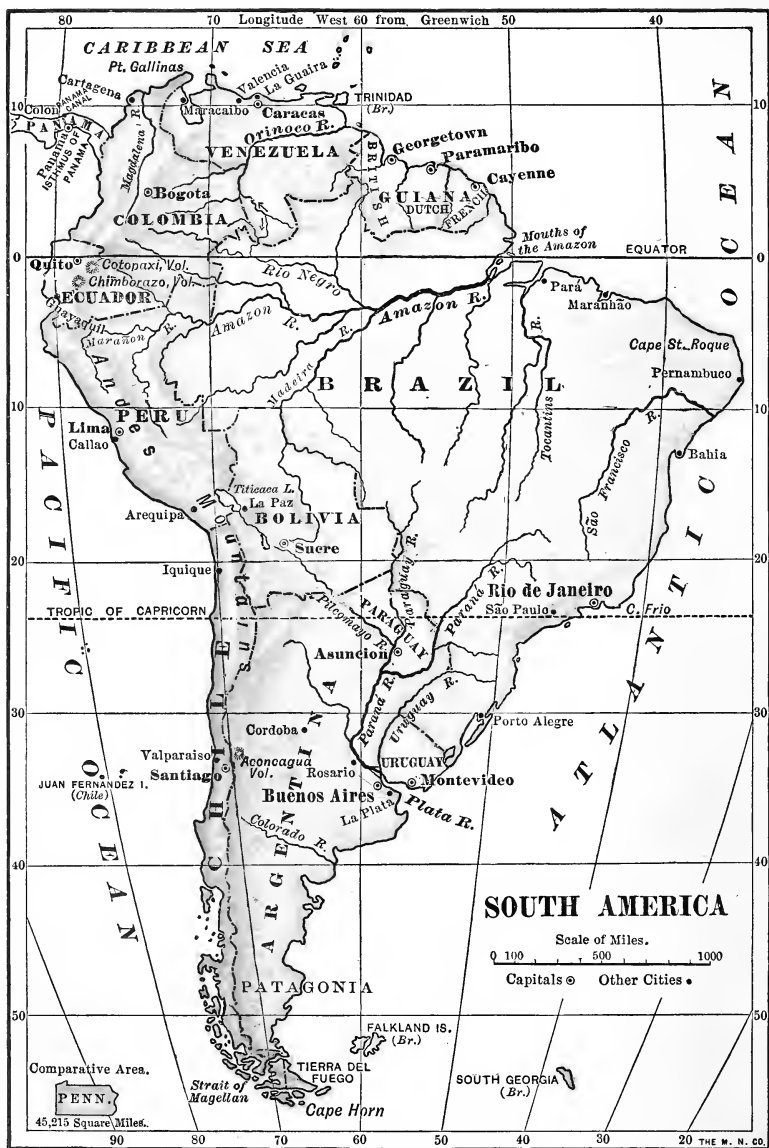 Longitude West 60 from Greenwich
80 70 50 40
CARIBBEAN SEA
Pt. Gallinas
Cartagena
Valencia
La Guaira
TRINIDAD
(Br.)
10 10
Colon
PANAMA CANAL
Maracaibo
Caracas
PANAMA
Panama
ISTHMUS OF PANAMA
Magdalena R.
Orinoco R.
VENEZUELA
Georgetown
Paramaribo
Cayenne
BRITISH
GUIANA
DUTCH
FRENCH
Bogota
COLOMBIA
Mouths of
the Amazon
0 0
EQUATOR
Quito
Cotopaxi, Vol.
Chimborazo, Vol.
ECUADOR
Guayaquil
Rio Negro
Pará
Maranhão
Marañon R.
Amazon R.
Amazon R.
Cape St. Roque
Pernambuco
Madeira R.
BRAZIL
Tocantins R.
Andes Mountains
PERU
10 10
Lima
Callao
São Francisco R.
Bahia
Titicaca L.
La Paz
Arequipa
BOLIVIA
Sucre
20 20
Iquique
Paraguay R.
Paraná R.
Rio de Janeiro
São Paulo
C. Frio
TROPIC OF CAPRICORN
Pilcomayo R.
PARAGUAY
Asuncion
PACIFIC OCEAN
ATLANTIC OCEAN
CHILE
ARGENTINA
Paraná R.
Uruguay R.
30 30
Porto Alegre
Cordoba
Valparaiso
Santiago
Aconcagua
Vol.
Rosario
URUGUAY
Montevideo
JUAN FERNANDEZ I.
(Chile)
Buenos Aires
La Plata
Plata R.
Colorado R.
40 40
SOUTH AMERICA
Scale of Miles.
0 100 500 1000
Capitals Other Cities
PATAGONIA
50 50
FALKLAND IS.
(Br.)
Comparative Area.
PENN.
45,215 Square Miles.
TIERRA DEL
FUEGO
Strait of
Magellan
Cape Horn
SOUTH GEORGIA
(Br.)
90 80 70 60 50 40 30 20
THE M. N. CO.